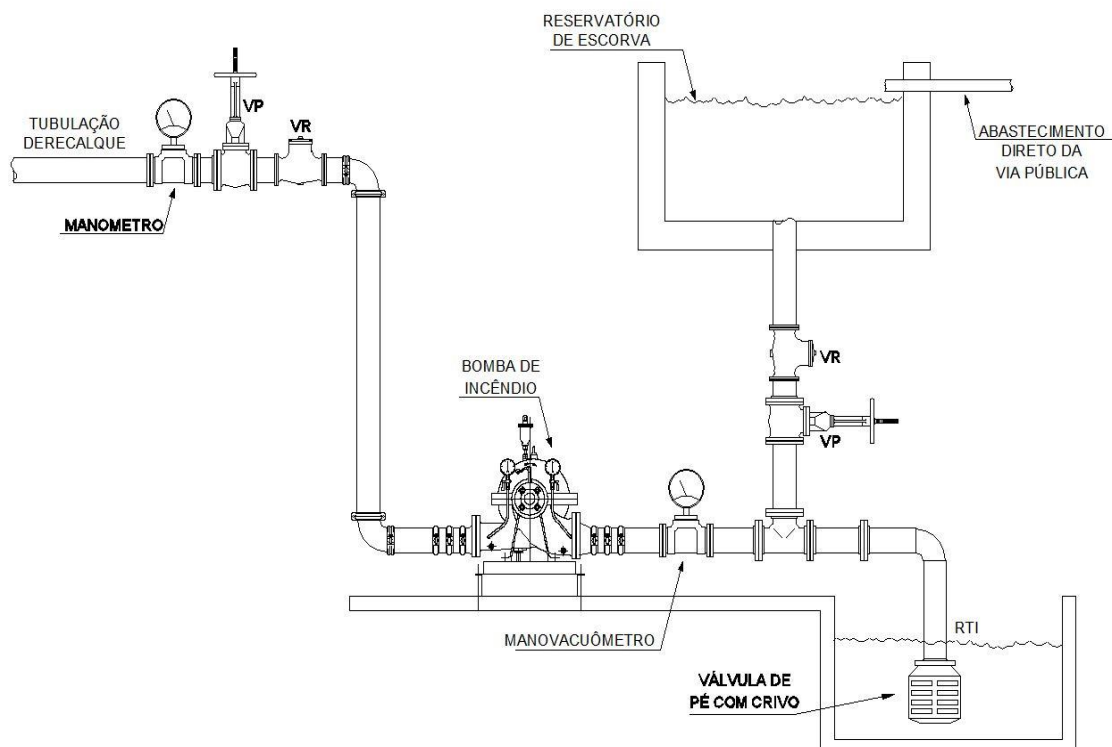 RESERVATÓRIO
DE ESCORVA
VP
TUBULAÇÃO
DERECALQUE
VR
ABASTECIMENTO
DIRETO DA
VIA PÚBLICA
MANOMETRO
VR
BOMBA DE
INCÊNDIO
VP
MANOVACUÔMETRO
RTI
VÁLVULA DE
PÉ COM CRIVO